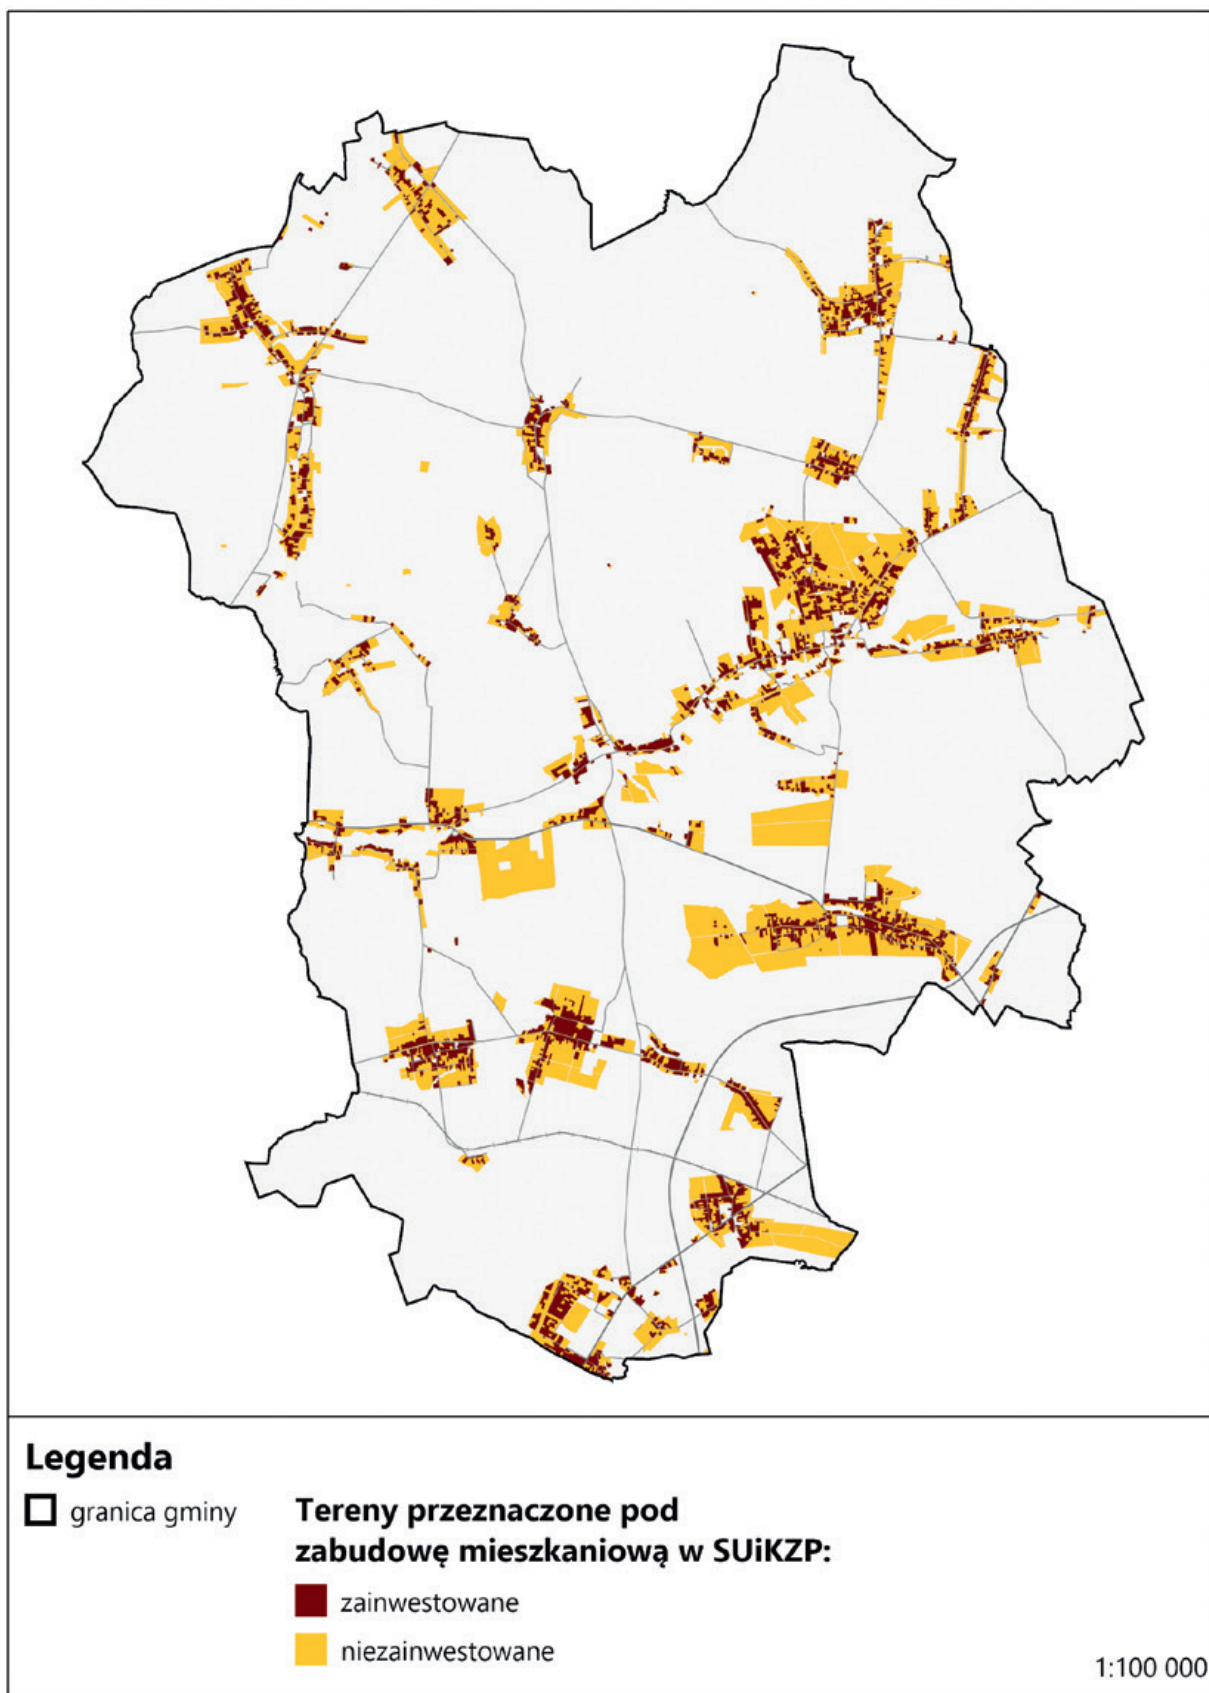 Legenda
granica gminy
Tereny przeznaczone pod
zabudowę mieszkaniową w SUiKZP:
zainwestowane
niezainwestowane
1:100 000